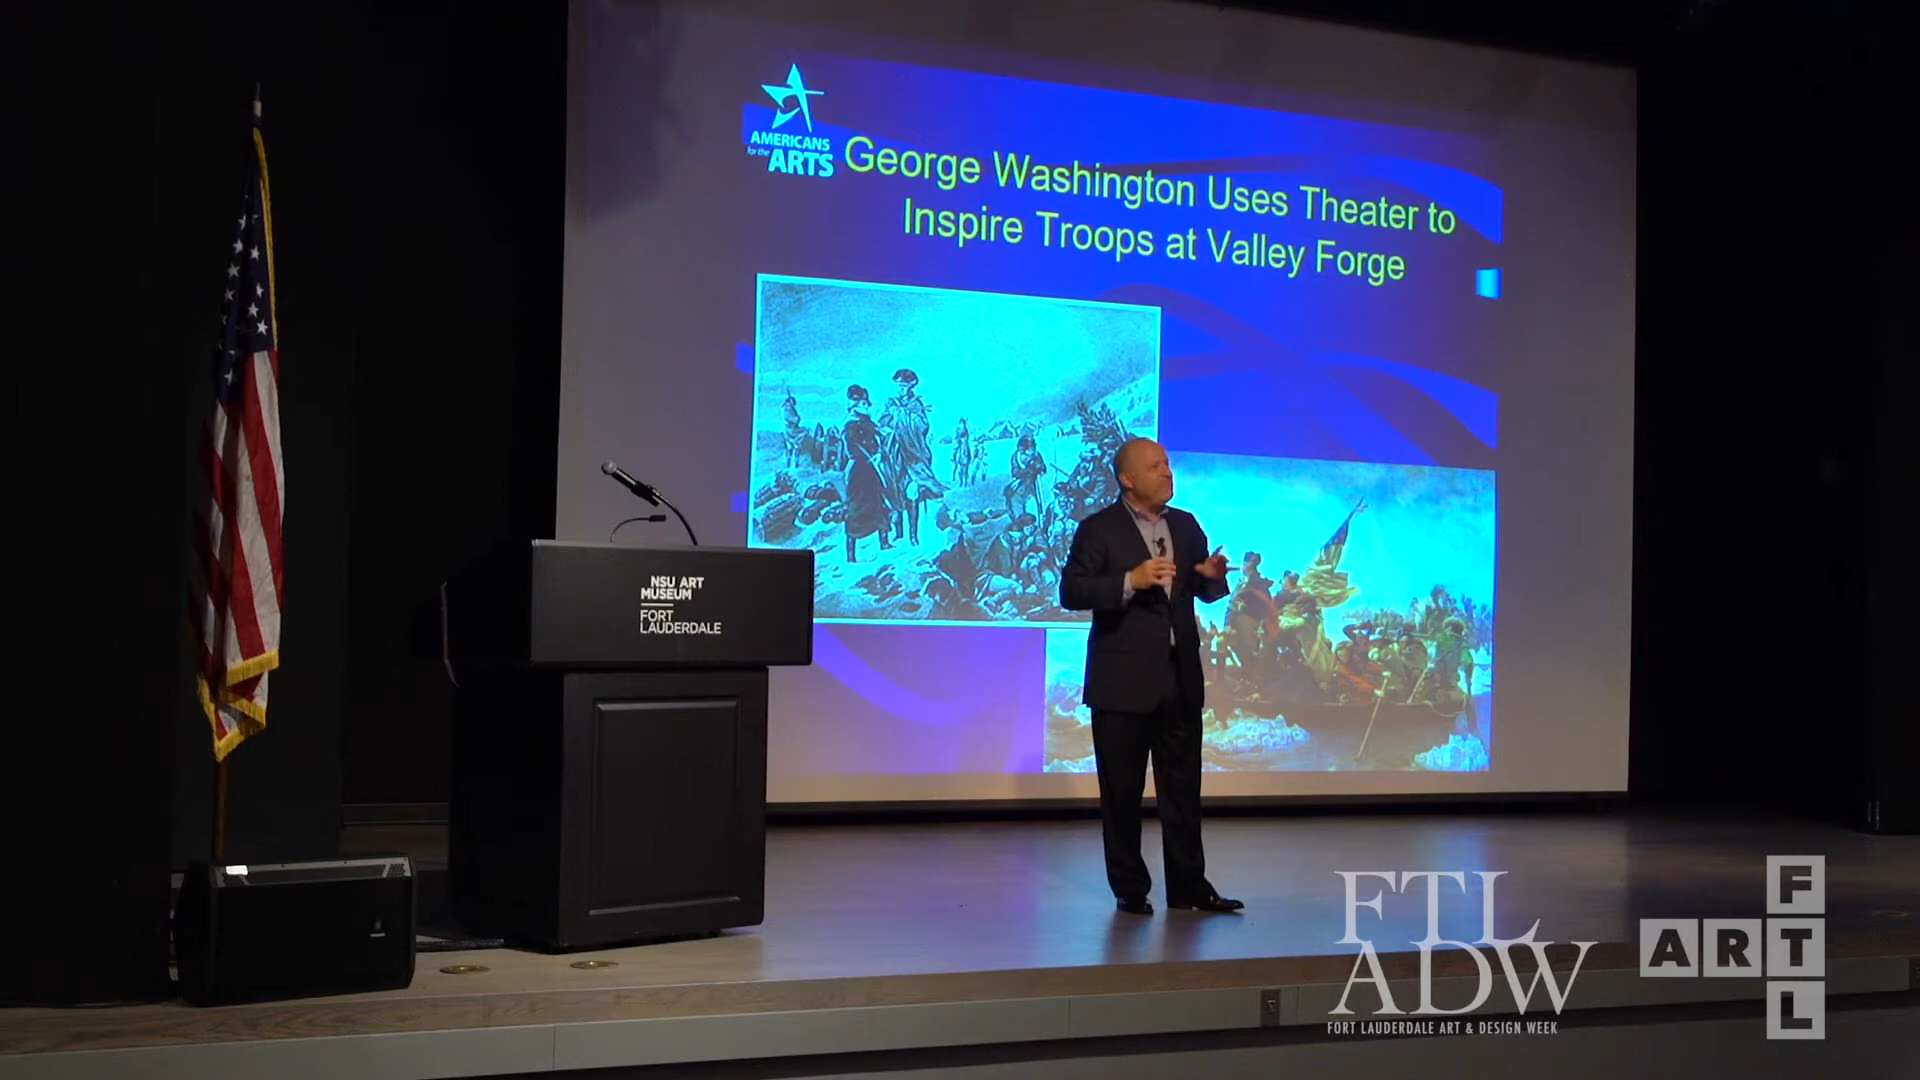 AMERICANS
for the
ARTS
George Washington Uses Theater to
Inspire Troops at Valley Forge
NSU ART
MUSEUM
FORT
LAUDERDALE
FTL
ADW
FORT LAUDERDALE ART & DESIGN WEEK
ART
FTL